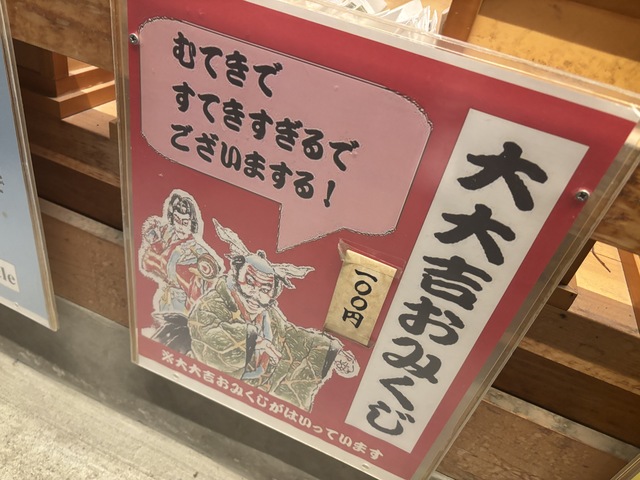 むてきで
すてきすぎるで
ございまする！
大大吉おみくじ
一〇〇円
※大大吉おみくじがはいっています
le